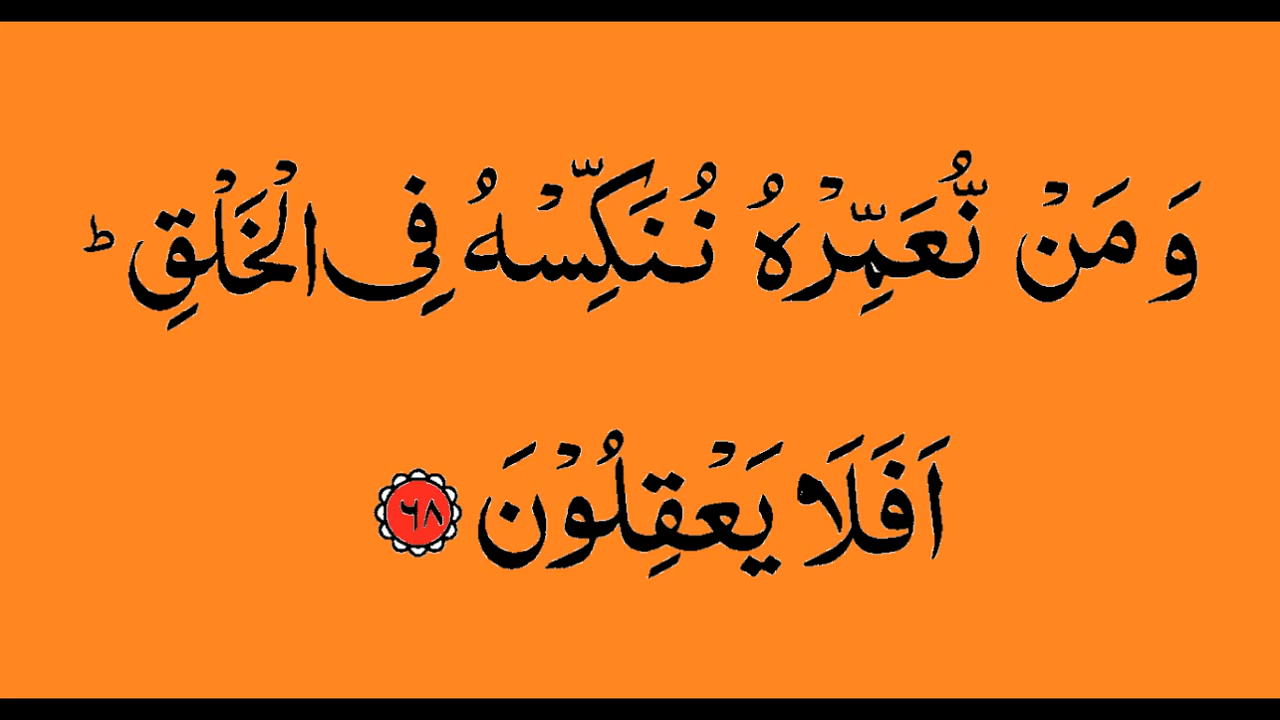 وَ مَنْ نُّعَمِّرْهُ نُنَكِّسْهُ فِی الْخَلْقِ ؕ
اَفَلَا یَعْقِلُوْنَ ٦٨